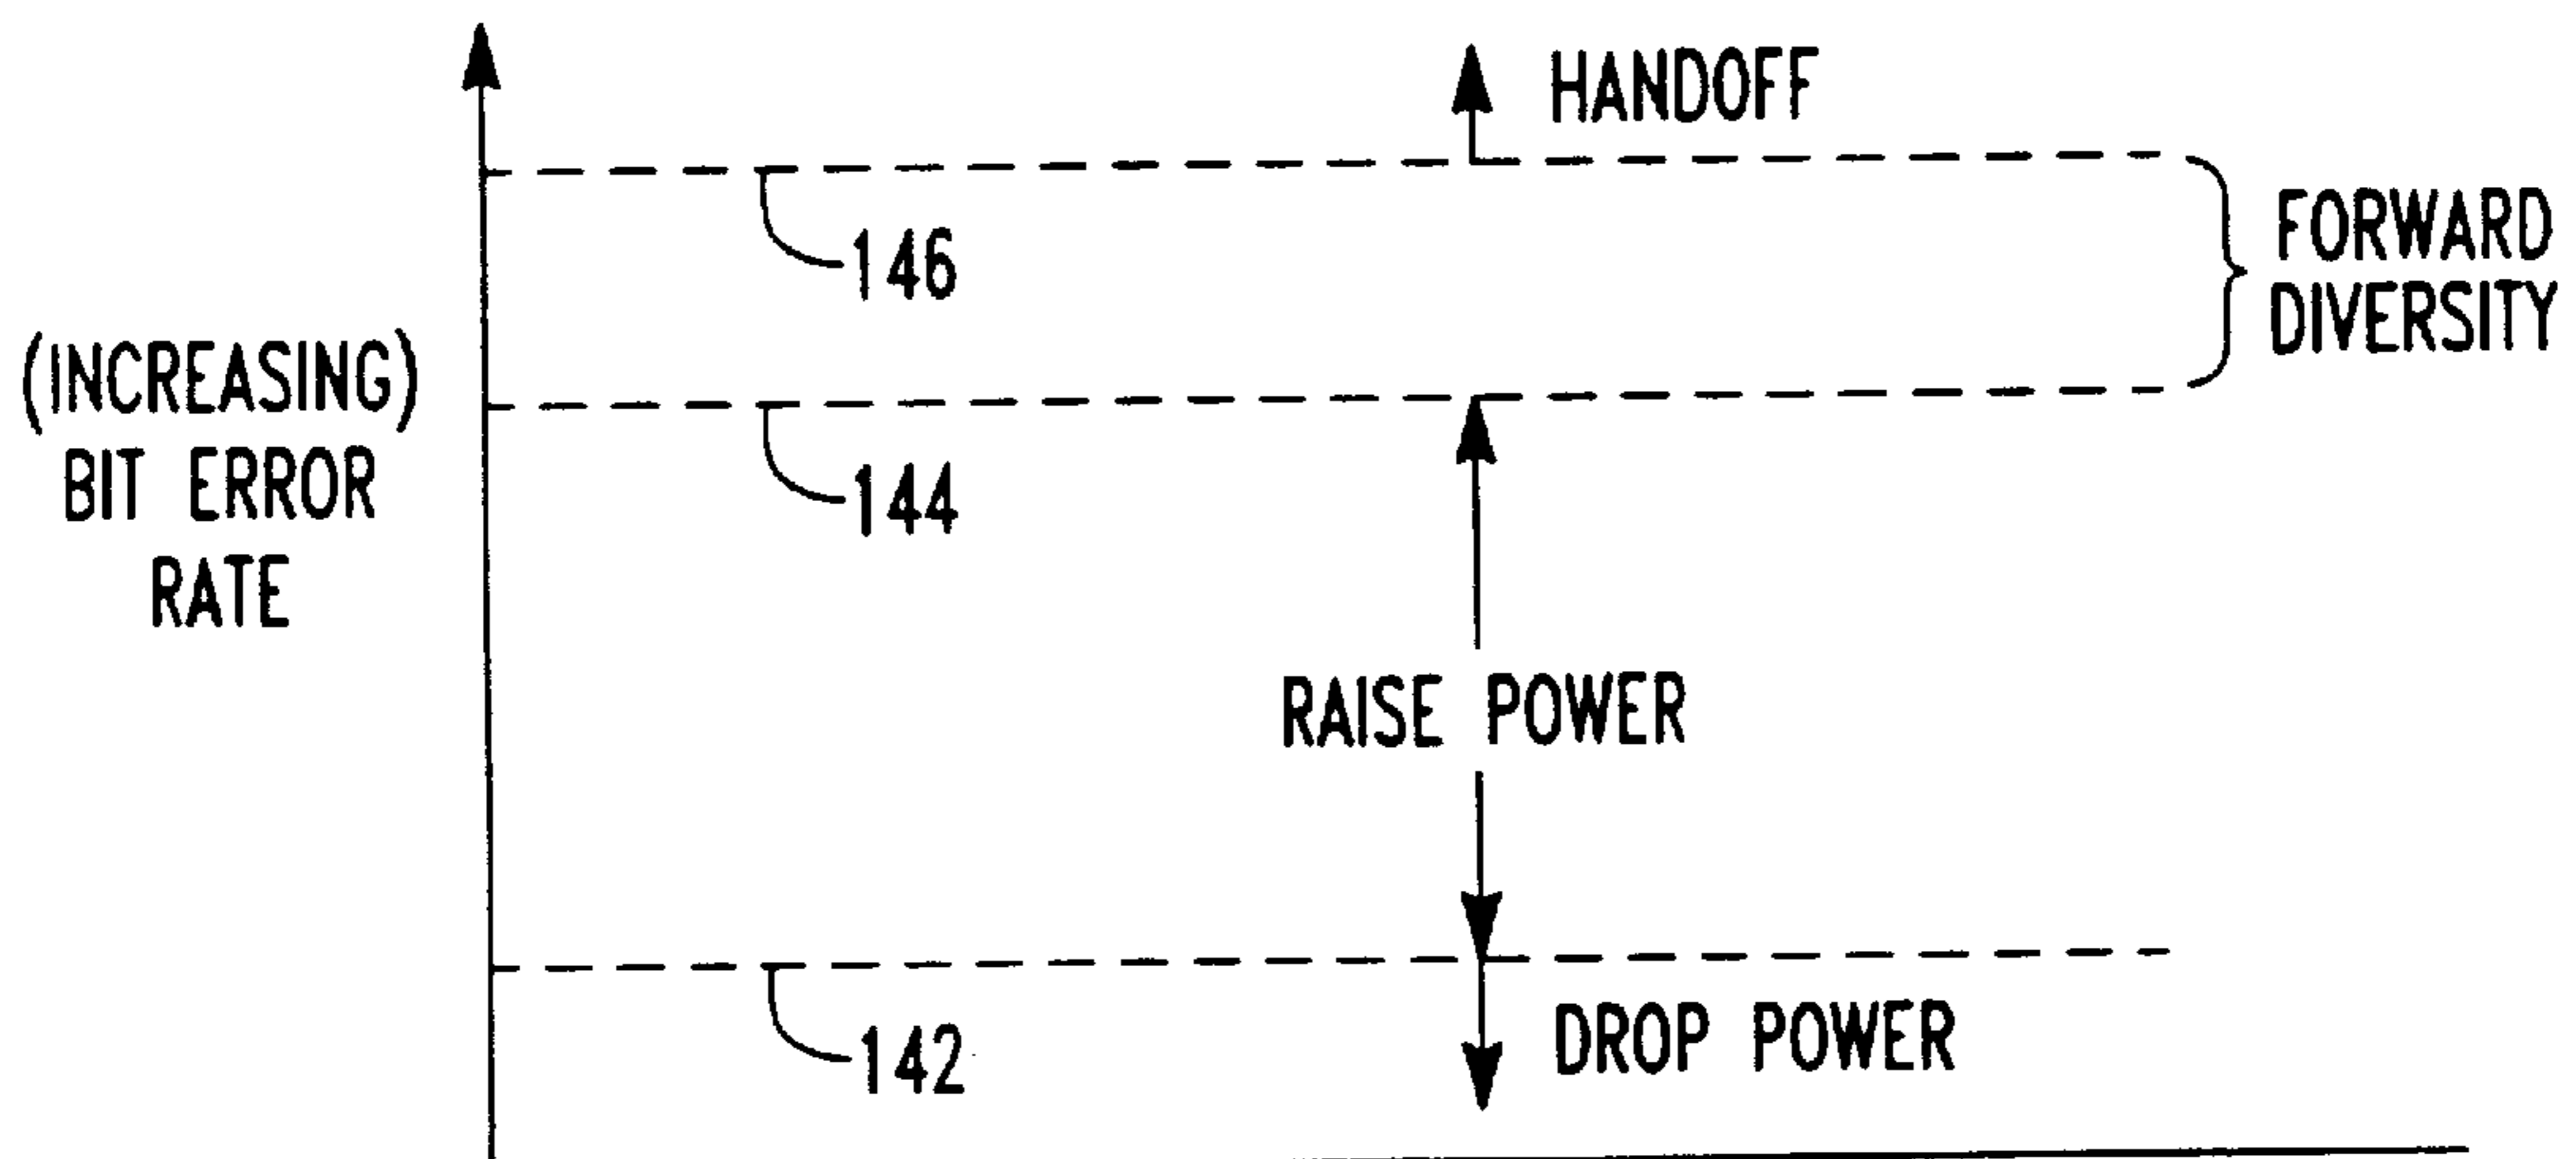 HANDOFF
146
FORWARD
DIVERSITY
(INCREASING)
BIT ERROR
RATE
144
RAISE POWER
142
DROP POWER